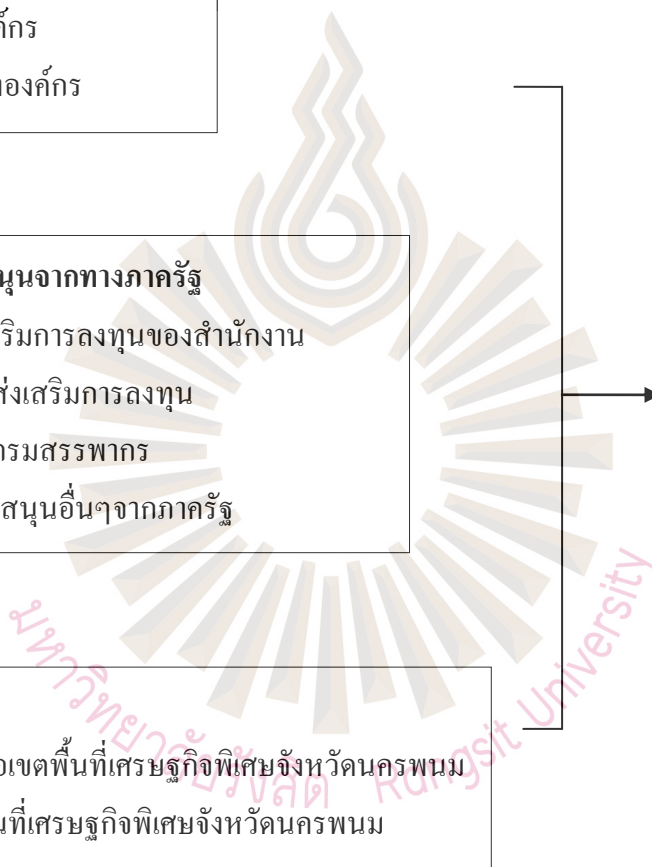 ค์กร
องค์กร
นุนจากทางภาครัฐ
ริมการลงทุนของสำนักงาน
ส่งเสริมการลงทุน
กรมสรรพากร
สนุนอื่นๆจากภาครัฐ
อเขตพื้นที่เศรษฐกิจพิเศษจังหวัดนครพนม
นที่เศรษฐกิจพิเศษจังหวัดนครพนม
มหาวิทยาลัยรังสิต Rangsit University